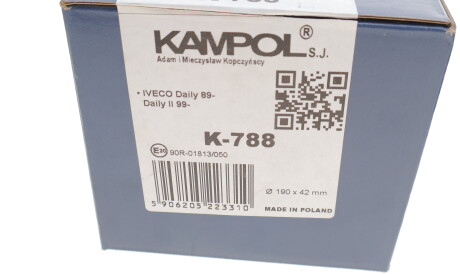 KAMPOL® S.J.
Adam i Mieczysław Kopczyńscy
• IVECO Daily 89-
Daily II 99-
K-788
E20 90R-01813/050
Ø 190 x 42 mm
5 906205 223310
MADE IN POLAND